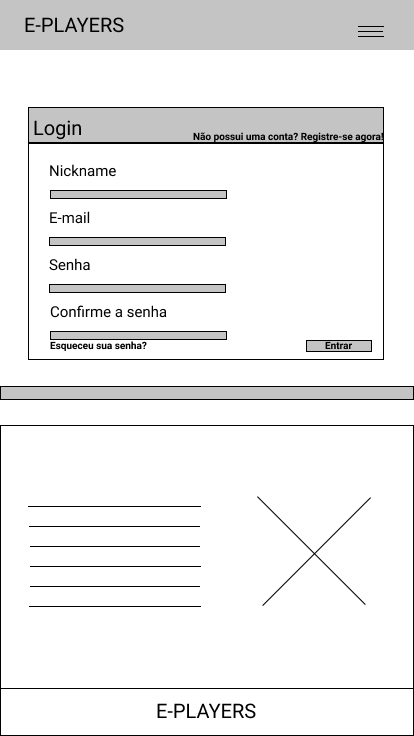 E-PLAYERS
Login
Não possui uma conta? Registre-se agora!
Nickname
E-mail
Senha
Confirme a senha
Esqueceu sua senha?
Entrar
E-PLAYERS